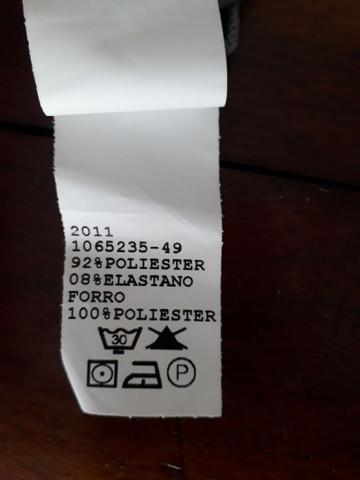 2011
1065235-49
92%POLIESTER
08%ELASTANO
FORRO
100%POLIESTER
30
P